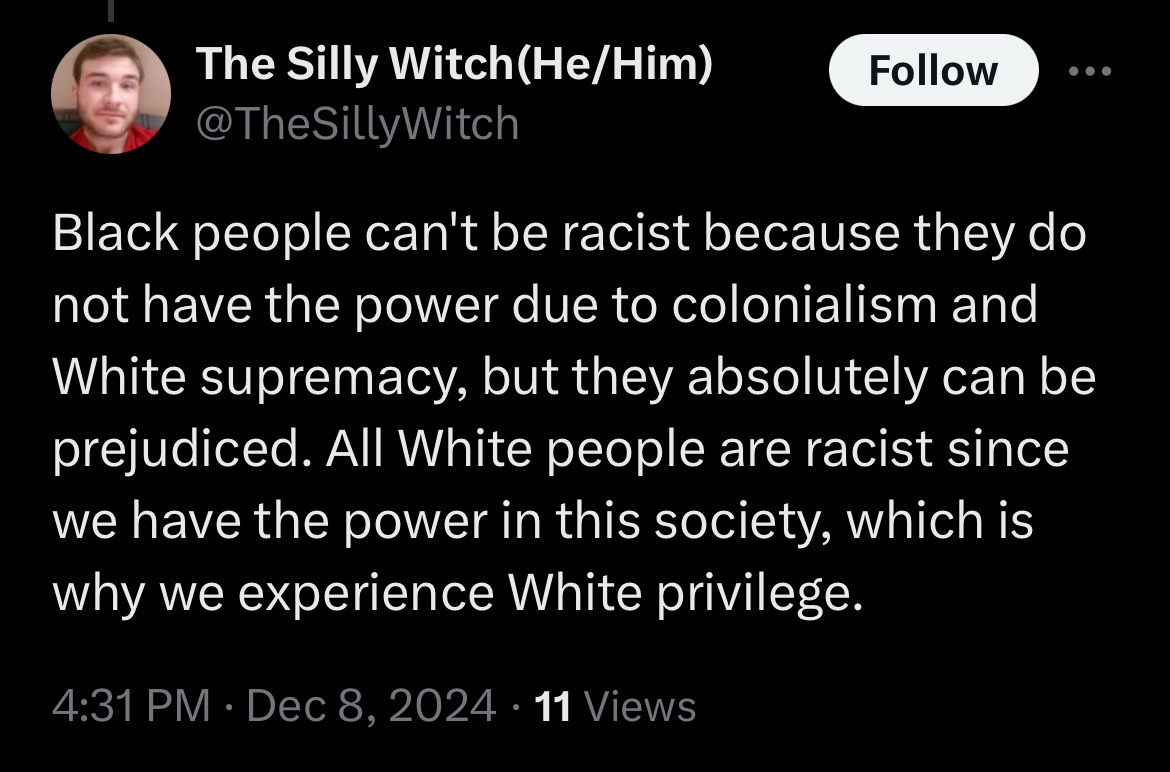 The Silly Witch(He/Him)
Follow
@TheSillyWitch
Black people can't be racist because they do
not have the power due to colonialism and
White supremacy, but they absolutely can be
prejudiced. All White people are racist since
we have the power in this society, which is
why we experience White privilege.
4:31 PM · Dec 8, 2024 · 11 Views